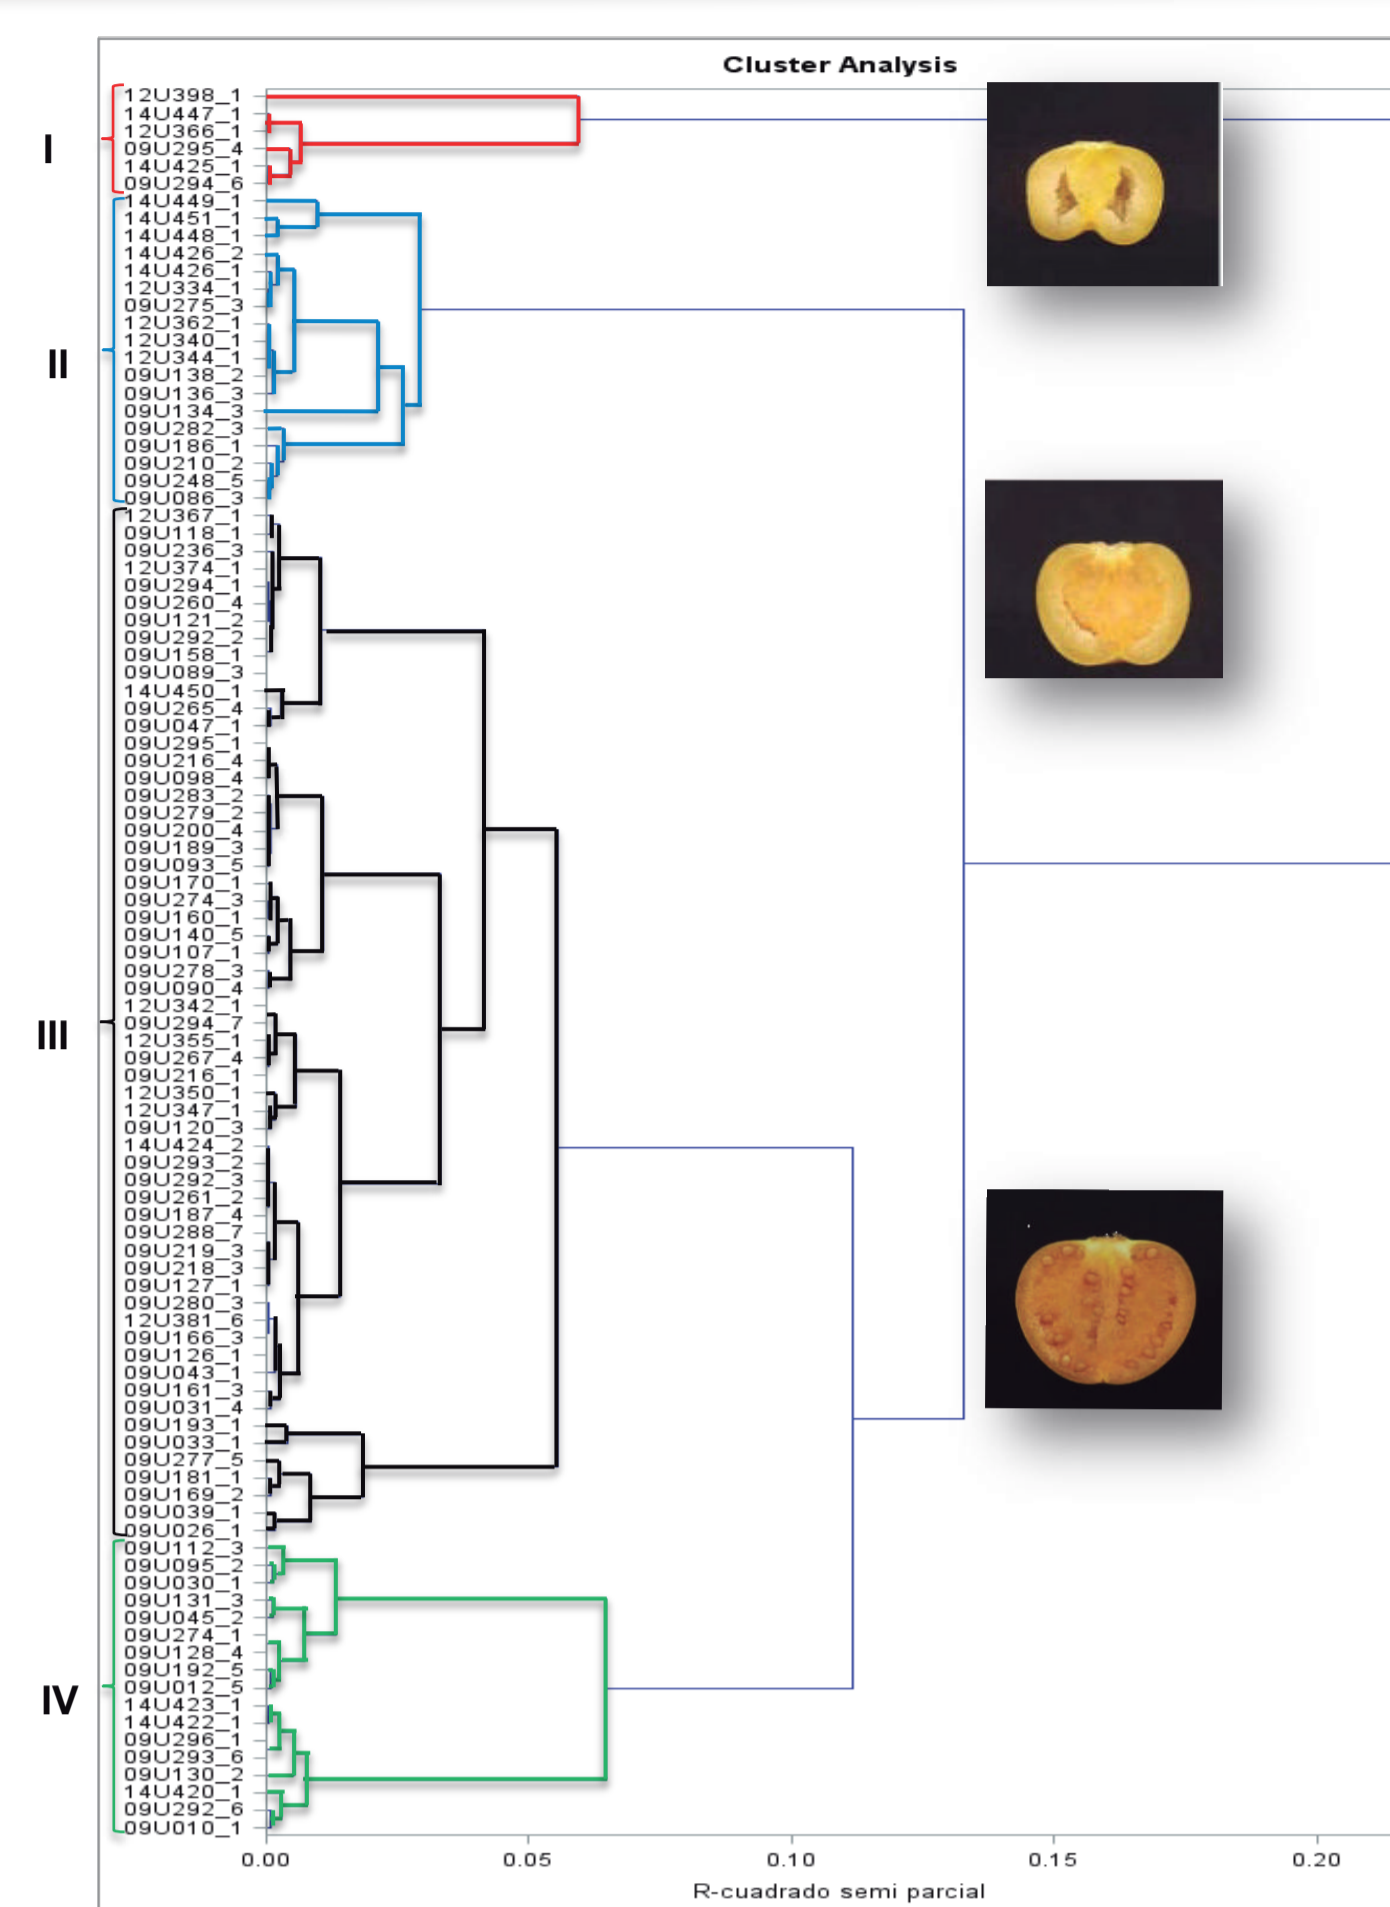 Cluster Analysis
I
12U398_1
14U447_1
12U366_1
09U295_4
14U425_1
09U294_6
II
14U449_1
14U451_1
14U448_1
14U426_2
14U426_1
12U334_1
09U275_3
12U362_1
12U340_1
12U344_1
09U138_2
09U136_3
09U134_3
09U282_3
09U186_1
09U210_2
09U248_5
09U086_3
III
12U367_1
09U118_1
09U236_3
12U374_1
09U294_1
09U260_4
09U121_2
09U292_2
09U158_1
09U089_3
14U450_1
09U265_4
09U047_1
09U295_1
09U216_4
09U098_4
09U283_2
09U279_2
09U200_4
09U189_3
09U093_5
09U170_1
09U274_3
09U160_1
09U140_5
09U107_1
09U278_3
09U090_4
12U342_1
09U294_7
12U355_1
09U267_4
09U216_1
12U350_1
12U347_1
09U120_3
14U424_2
09U293_2
09U292_3
09U261_2
09U187_4
09U288_7
09U219_3
09U218_3
09U127_1
09U280_3
12U381_6
09U166_3
09U126_1
09U043_1
09U161_3
09U031_4
09U193_1
09U033_1
09U277_5
09U181_1
09U169_2
09U039_1
09U026_1
IV
09U112_3
09U095_2
09U030_1
09U131_3
09U045_2
09U274_1
09U128_4
09U192_5
09U012_5
14U423_1
14U422_1
09U296_1
09U293_6
09U130_2
14U420_1
09U292_6
09U010_1
0.00 0.05 0.10 0.15 0.20
R-cuadrado semi parcial